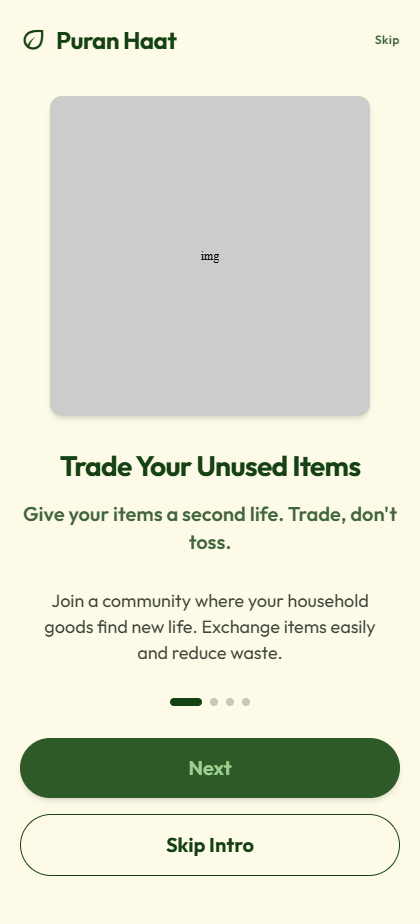 Puran Haat
Skip
img
Trade Your Unused Items
Give your items a second life. Trade, don't
toss.
Join a community where your household
goods find new life. Exchange items easily
and reduce waste.
Next
Skip Intro